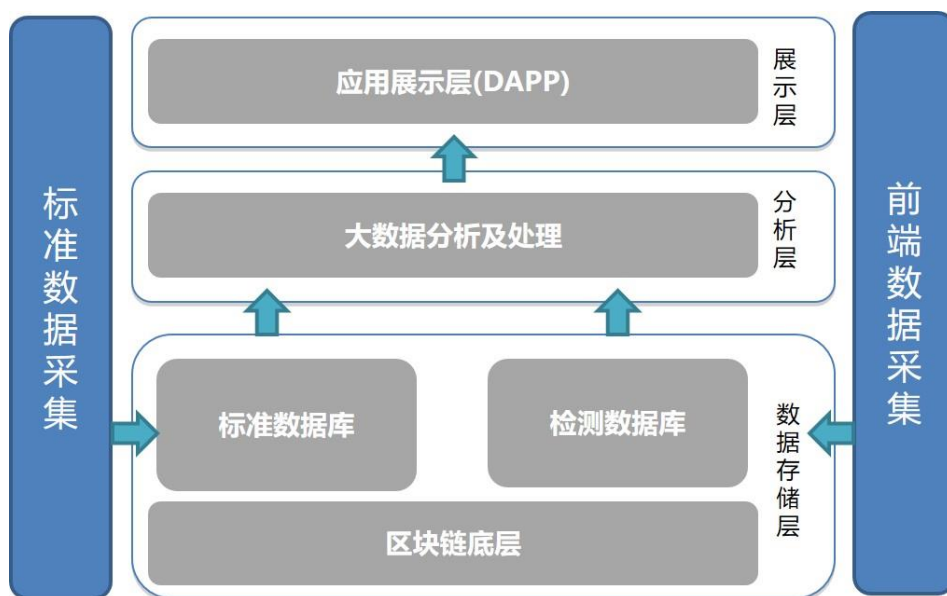 标准数据采集
应用展示层(DAPP)
展示层
大数据分析及处理
分析层
标准数据库
检测数据库
区块链底层
数据存储层
前端数据采集